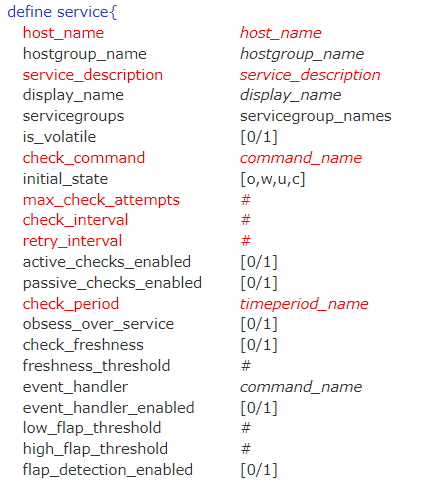 define service{
host_name host_name
hostgroup_name hostgroup_name
service_description service_description
display_name display_name
servicegroups servicegroup_names
is_volatile [0/1]
check_command command_name
initial_state [o,w,u,c]
max_check_attempts #
check_interval #
retry_interval #
active_checks_enabled [0/1]
passive_checks_enabled [0/1]
check_period timeperiod_name
obsess_over_service [0/1]
check_freshness [0/1]
freshness_threshold #
event_handler command_name
event_handler_enabled [0/1]
low_flap_threshold #
high_flap_threshold #
flap_detection_enabled [0/1]